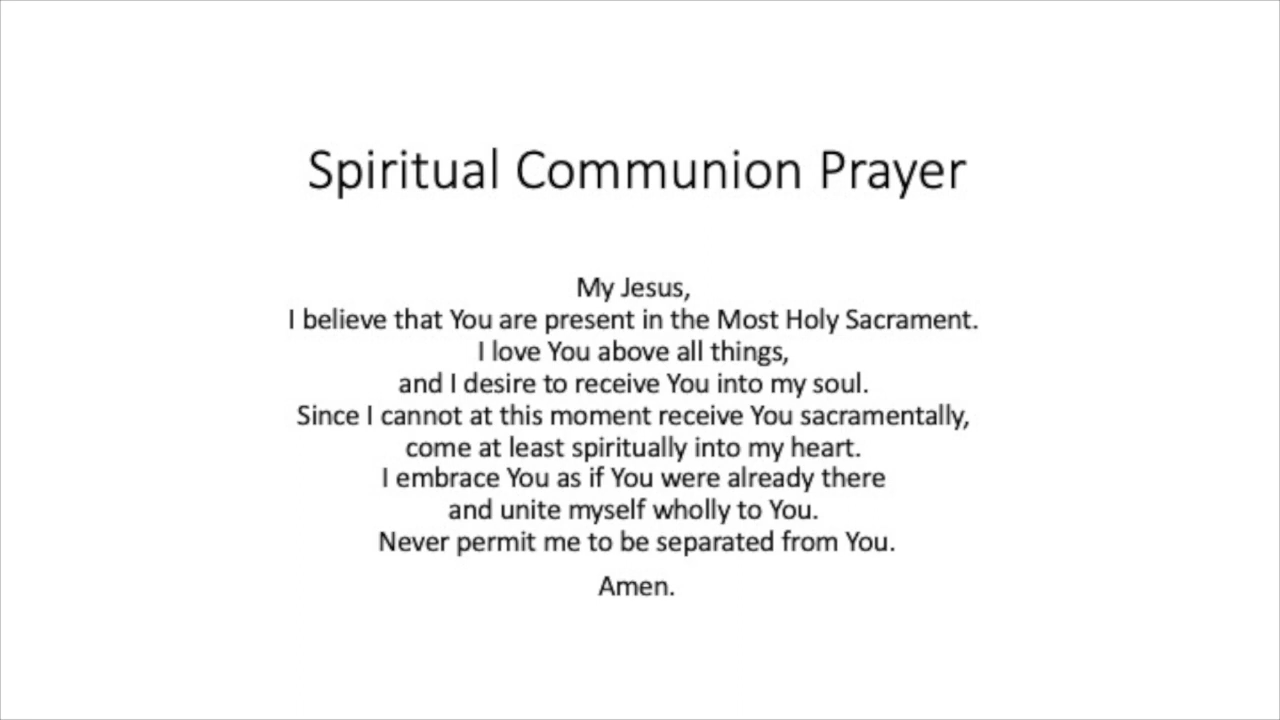 Spiritual Communion Prayer
My Jesus,
I believe that You are present in the Most Holy Sacrament.
I love You above all things,
and I desire to receive You into my soul.
Since I cannot at this moment receive You sacramentally,
come at least spiritually into my heart.
I embrace You as if You were already there
and unite myself wholly to You.
Never permit me to be separated from You.
Amen.